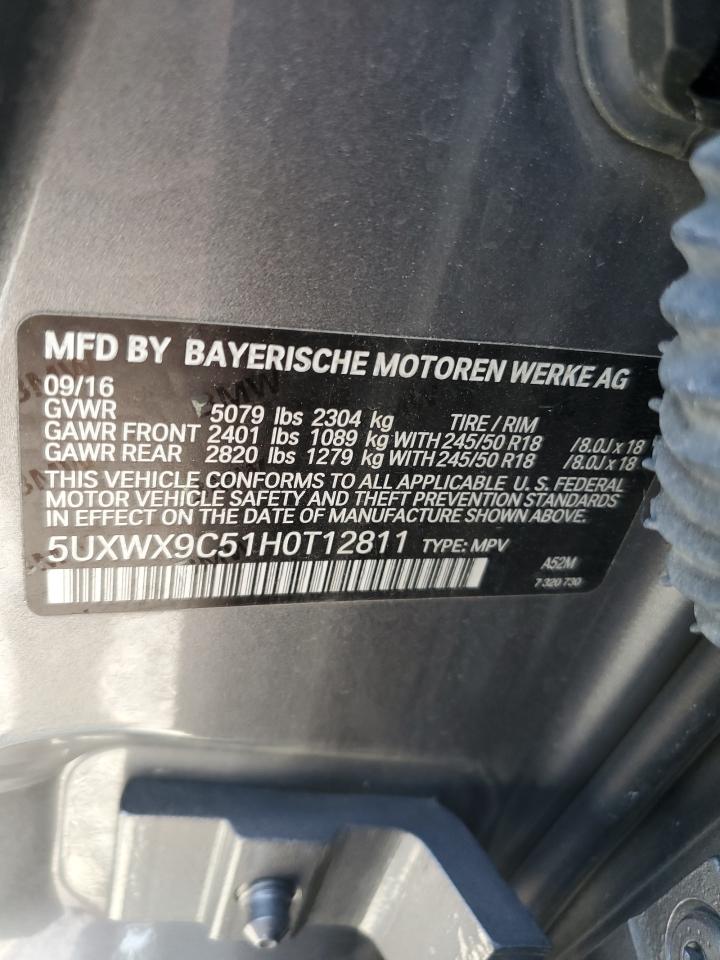 MFD BY BAYERISCHE MOTOREN WERKE AG
09/16
GVWR 5079 lbs 2304 kg TIRE / RIM
GAWR FRONT 2401 lbs 1089 kg WITH 245/50 R18 /8.0J x 18
GAWR REAR 2820 lbs 1279 kg WITH 245/50 R18 /8.0J x 18
THIS VEHICLE CONFORMS TO ALL APPLICABLE U.S. FEDERAL
MOTOR VEHICLE SAFETY AND THEFT PREVENTION STANDARDS
IN EFFECT ON THE DATE OF MANUFACTURE SHOWN ABOVE.
5UXWX9C51H0T12811 TYPE: MPV
A52M
7 320 730